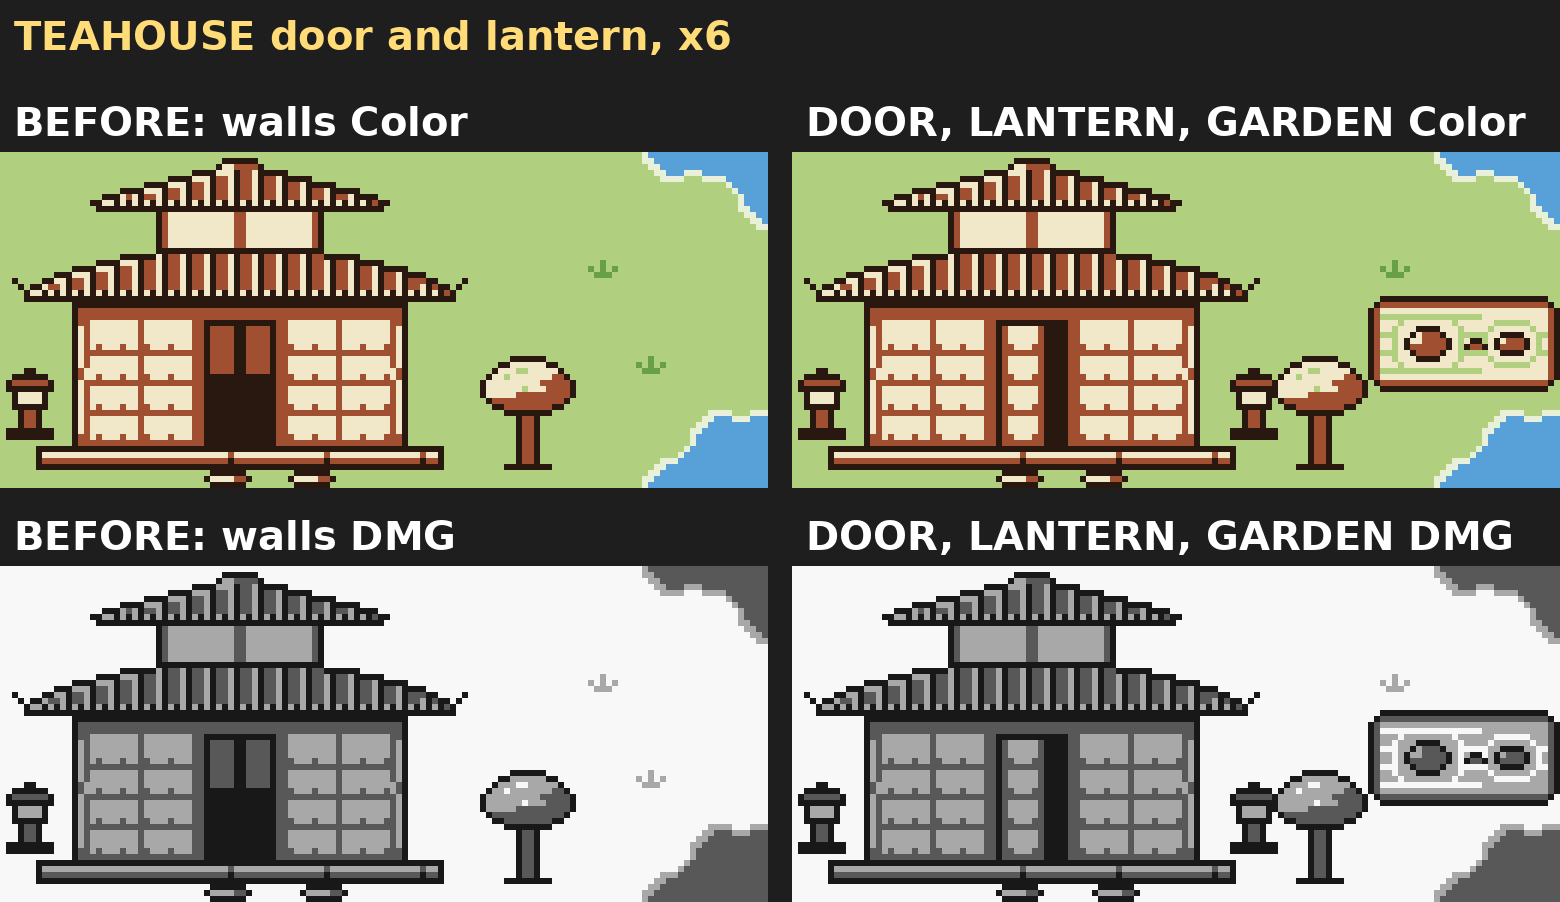 TEAHOUSE door and lantern, x6
BEFORE: walls Color
DOOR, LANTERN, GARDEN Color
BEFORE: walls DMG
DOOR, LANTERN, GARDEN DMG